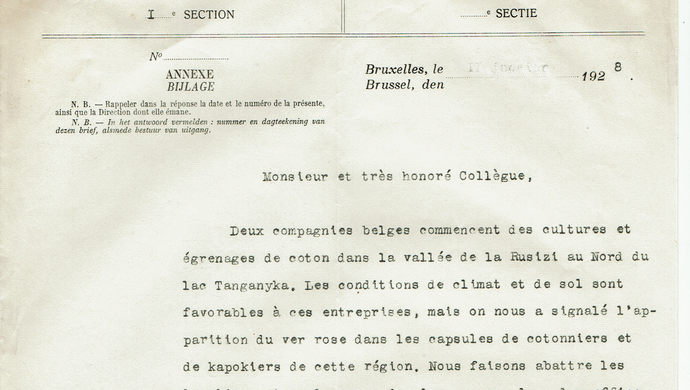 I......e SECTION
......e SECTIE
No ......
ANNEXE
BIJLAGE
Bruxelles, le
Brussel, den
1928.
N. B. — Rappeler dans la réponse la date et le numéro de la présente,
ainsi que la Direction dont elle émane.
N. B. — In het antwoord vermelden : nummer en dagteekening van
dezen brief, alsmede bestuur van uitgang.
Monsieur et très honoré Collègue,
Deux compagnies belges commencent des cultures et
égrenages de coton dans la vallée de la Rusizi au Nord du
lac Tanganyka. Les conditions de climat et de sol sont
favorables à ces entreprises, mais on nous a signalé l'ap-
parition du ver rose dans les capsules de cotonniers et
de kapokiers de cette région. Nous faisons abattre les